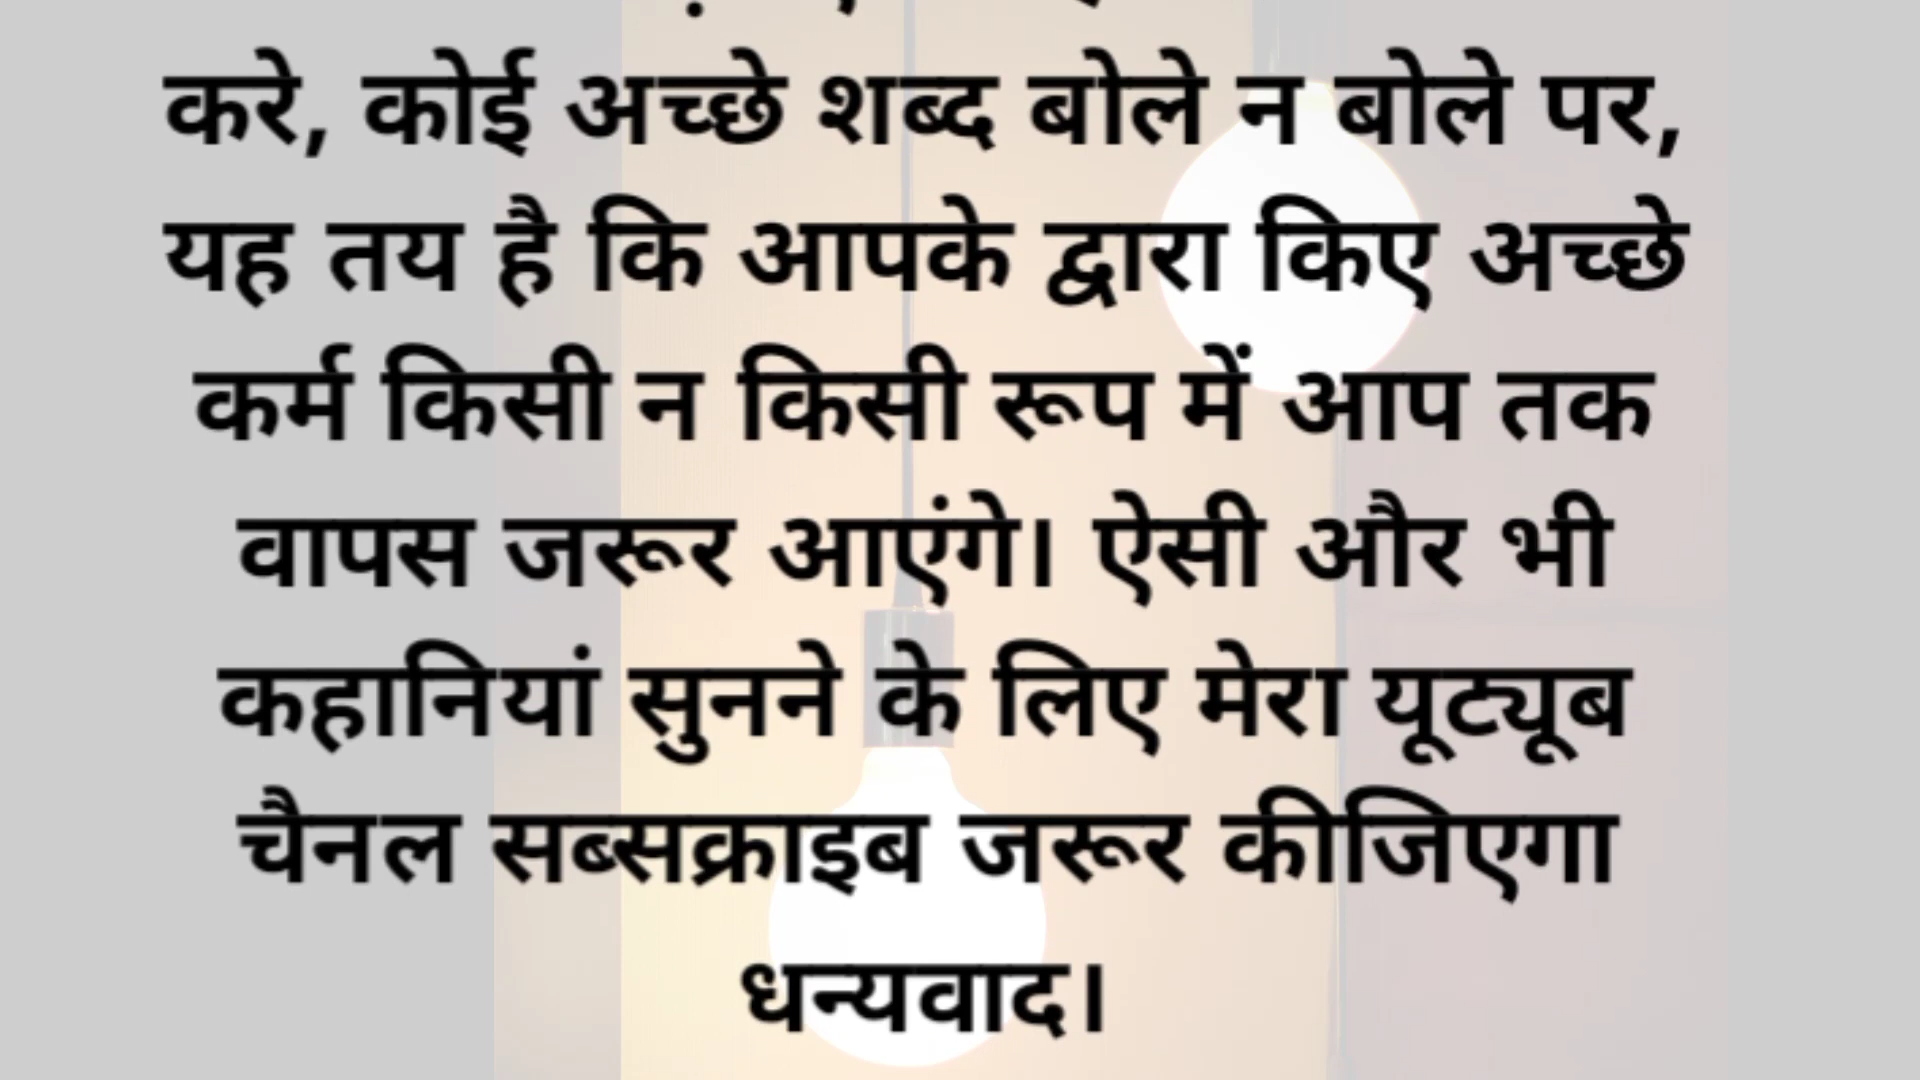 करे, कोई अच्छे शब्द बोले न बोले पर,
यह तय है कि आपके द्वारा किए अच्छे
कर्म किसी न किसी रूप में आप तक
वापस जरूर आएंगे। ऐसी और भी
कहानियां सुनने के लिए मेरा यूट्यूब
चैनल सब्सक्राइब जरूर कीजिएगा
धन्यवाद।